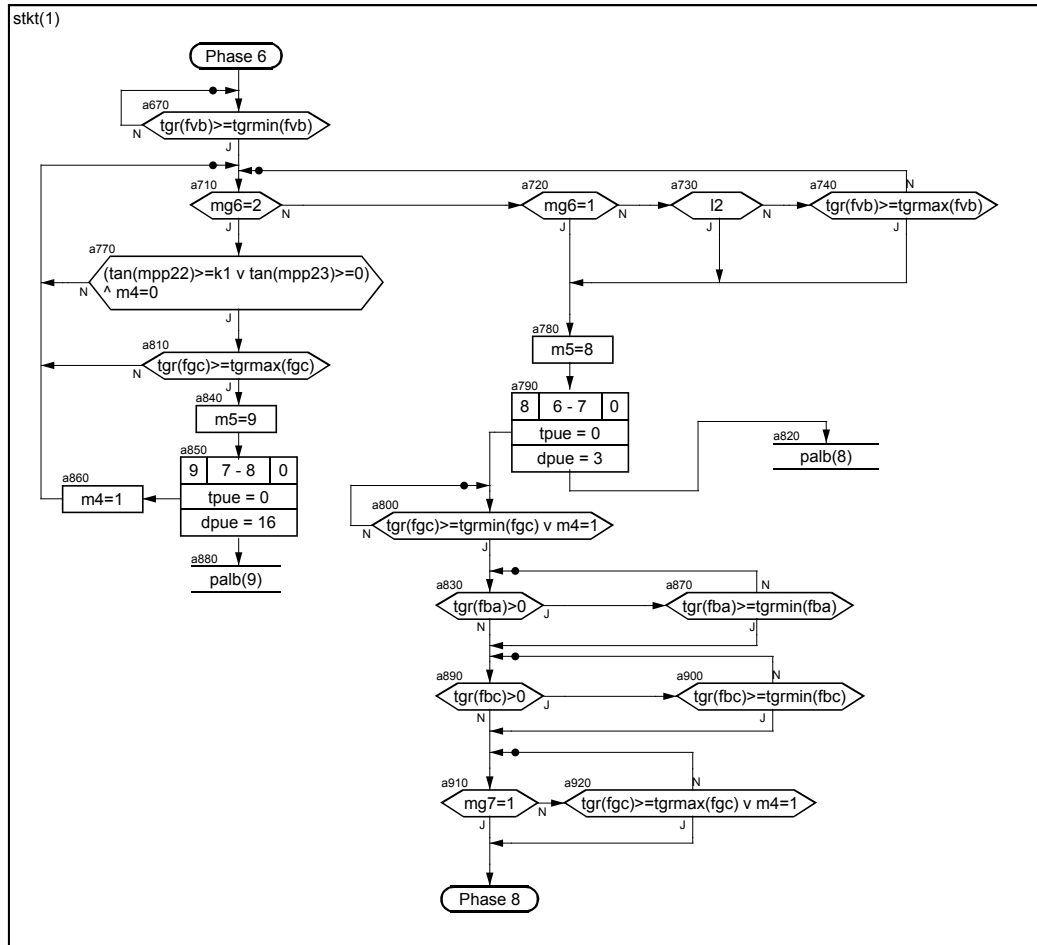 stkt(1)
Phase 6
a670
tgr(fvb)>=tgrmin(fvb)
N
J
a710
mg6=2
N
J
a720
mg6=1
N
J
a730
l2
N
J
a740
N
tgr(fvb)>=tgrmax(fvb)
J
a770
(tan(mpp22)>=k1 v tan(mpp23)>=0)
^ m4=0
N
J
a810
tgr(fgc)>=tgrmax(fgc)
N
J
a840
m5=9
a850
9 7 - 8 0
tpue = 0
dpue = 16
a860
m4=1
a880
palb(9)
a780
m5=8
a790
8 6 - 7 0
tpue = 0
dpue = 3
a820
palb(8)
a800
tgr(fgc)>=tgrmin(fgc) v m4=1
N
J
a830
tgr(fba)>0
J
N
a870
N
tgr(fba)>=tgrmin(fba)
J
a890
tgr(fbc)>0
J
N
a900
N
tgr(fbc)>=tgrmin(fbc)
J
a910
mg7=1
N
J
a920
N
tgr(fgc)>=tgrmax(fgc) v m4=1
J
Phase 8